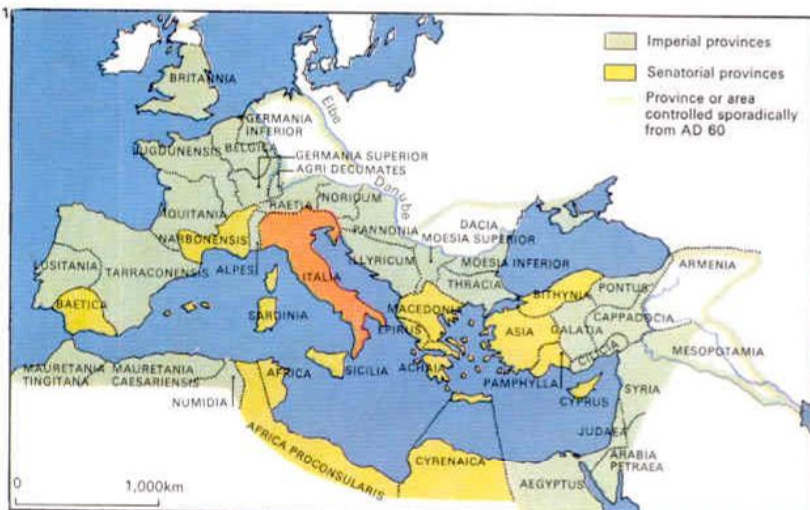 1
Imperial provinces
Senatorial provinces
Province or area
controlled sporadically
from AD 60
BRITANNIA
Elbe
GERMANIA
INFERIOR
BELGICA
LUGDUNENSIS
GERMANIA SUPERIOR
AGRI DECUMATES
Danube
AQUITANIA
RAETIA
NORICUM
NARBONENSIS
PANNONIA
DACIA
MOESIA SUPERIOR
ALPES
ILLYRICUM
MOESIA INFERIOR
ARMENIA
LUSITANIA
TARRACONENSIS
ITALIA
THRACIA
BITHYNIA
PONTUS
BAETICA
SARDINIA
MACEDONIA
EPIRUS
ASIA
GALATIA
CAPPADOCIA
CILICIA
MESOPOTAMIA
MAURETANIA
TINGITANA
MAURETANIA
CAESARIENSIS
AFRICA
SICILIA
ACHAIA
PAMPHYLLA
CYPRUS
SYRIA
NUMIDIA
JUDAEA
AFRICA PROCONSULARIS
CYRENAICA
ARABIA
PETRAEA
AEGYPTUS
0
1,000km